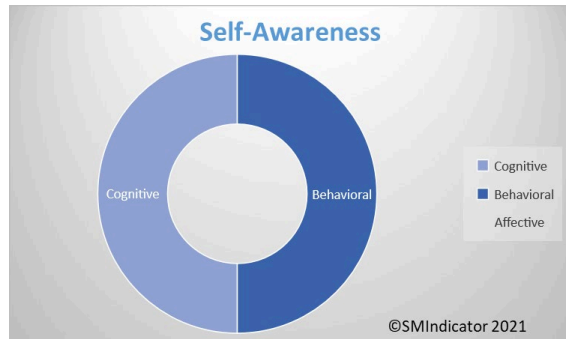 Self-Awareness
Cognitive
Behavioral
Cognitive
Behavioral
Affective
©SMIndicator 2021